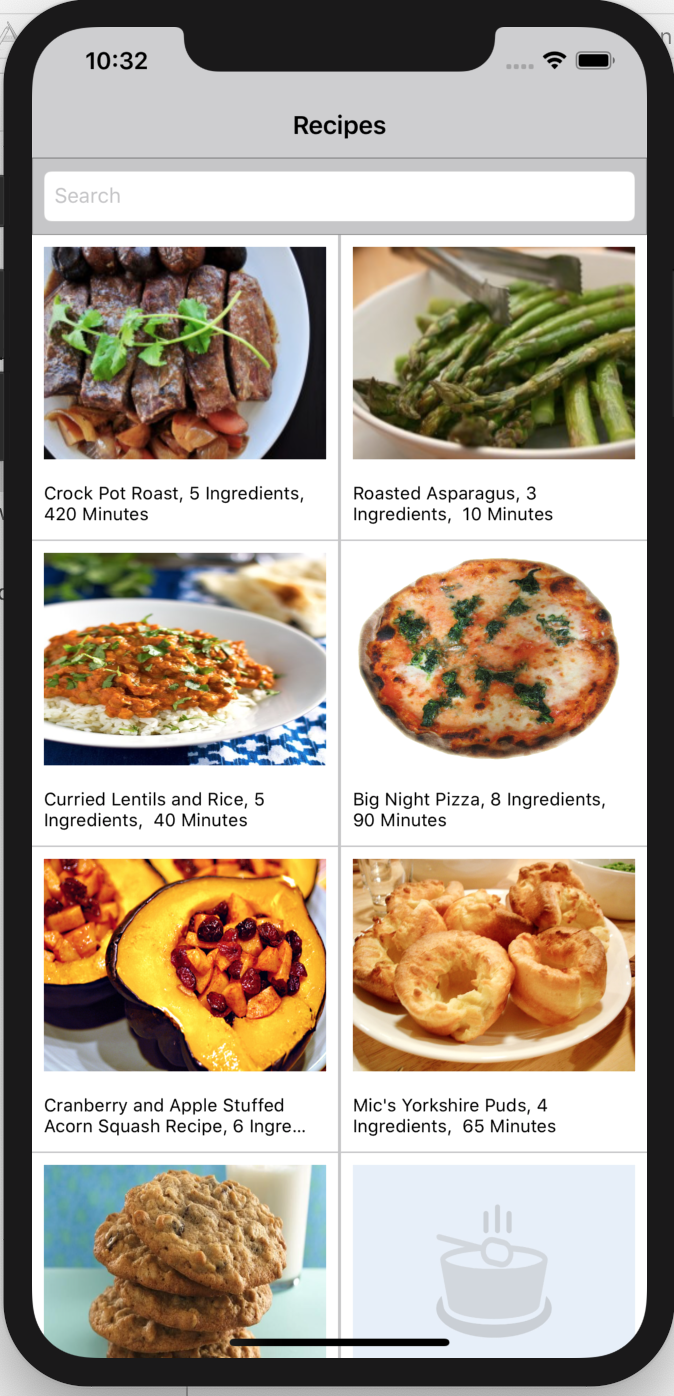 10:32
Recipes
Search
Crock Pot Roast, 5 Ingredients,
420 Minutes
Roasted Asparagus, 3
Ingredients,  10 Minutes
Curried Lentils and Rice, 5
Ingredients,  40 Minutes
Big Night Pizza, 8 Ingredients,
90 Minutes
Cranberry and Apple Stuffed
Acorn Squash Recipe, 6 Ingre...
Mic's Yorkshire Puds, 4
Ingredients,  65 Minutes